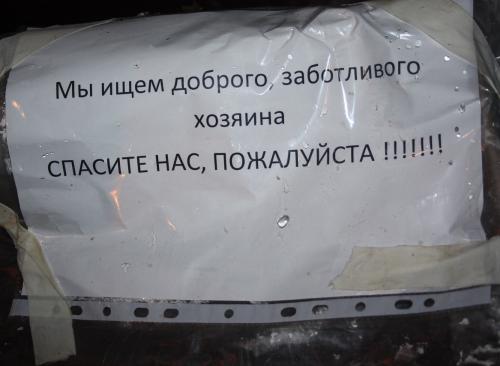 Мы ищем доброго, заботливого
хозяина
СПАСИТЕ НАС, ПОЖАЛУЙСТА !!!!!!!